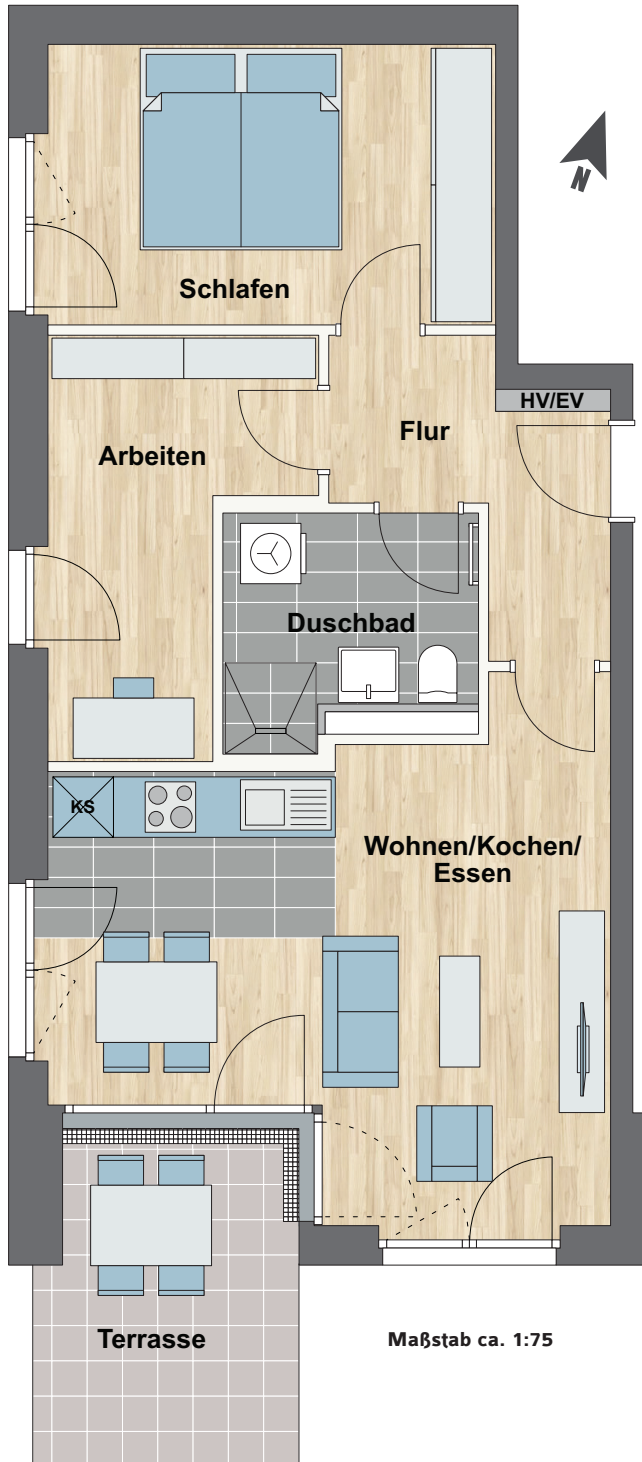 N
Schlafen
HV/EV
Flur
Arbeiten
Duschbad
KS
Wohnen/Kochen/
Essen
Terrasse
Maßstab ca. 1:75